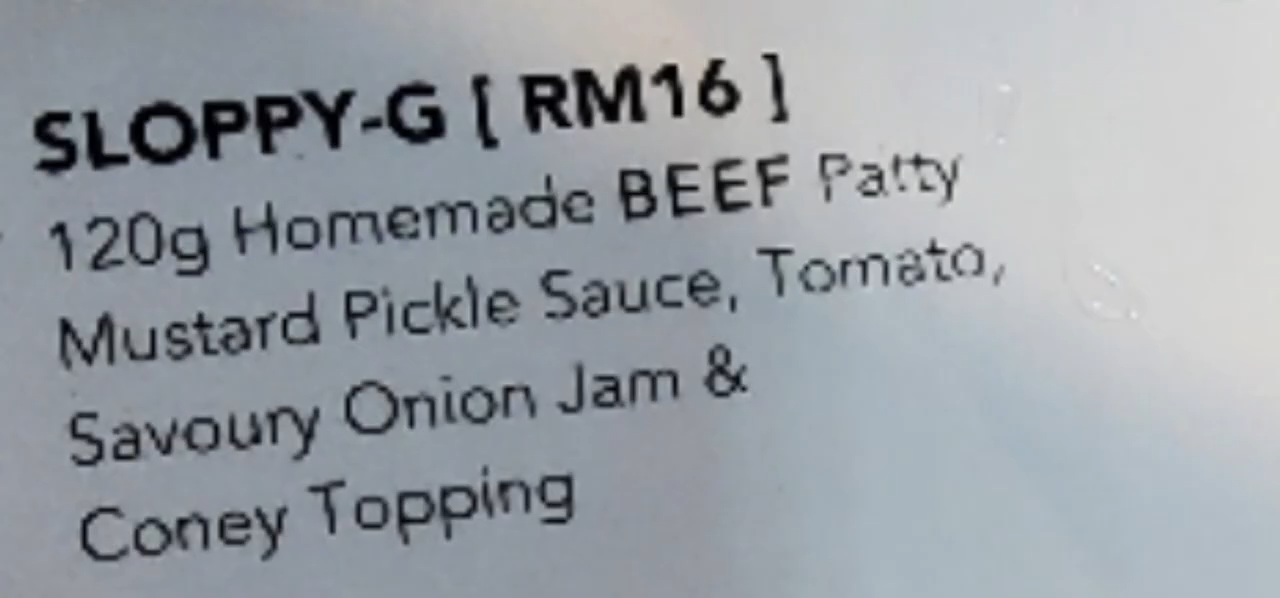 SLOPPY-G [ RM16 ]
120g Homemade BEEF Patty
Mustard Pickle Sauce, Tomato,
Savoury Onion Jam &
Coney Topping